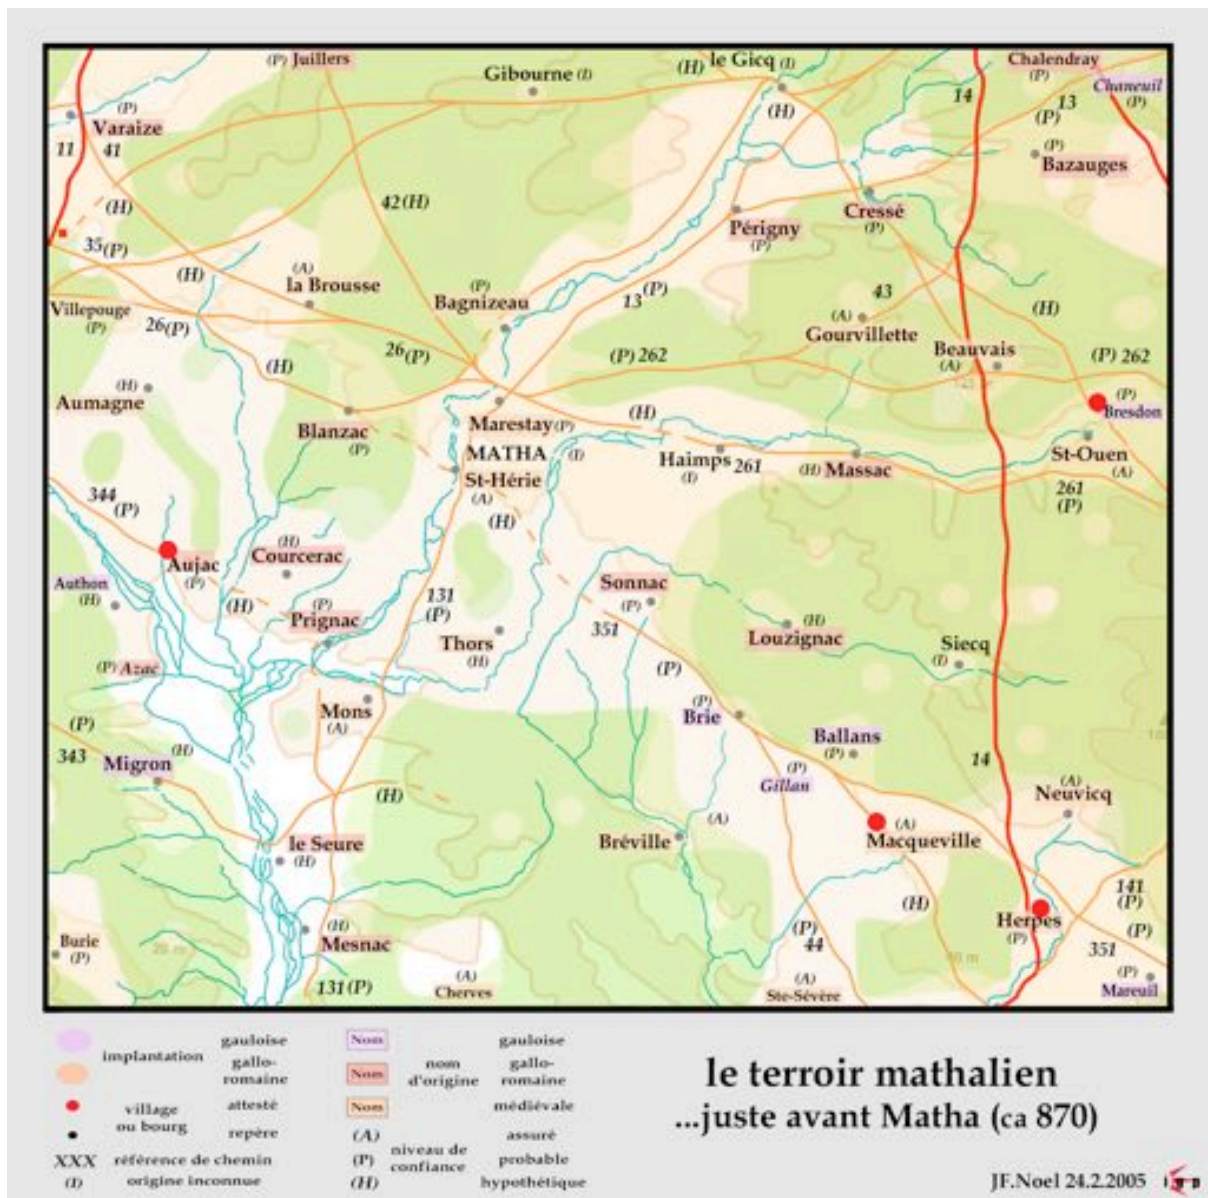 (P) Juillers
Gibourne (I)
(H) le Gicq (I)
Chalendray
(P)
Chaneuil
(P)
(P)
Varaize
11
41
(H)
14
13
(P)
(P)
Bazauges
(H)
42(H)
35(P)
(H)
Périgny
(P)
Cressé
(P)
(A)
la Brousse
(P)
Bagnizeau
13
(P)
43
(H)
Villepouge
(P)
26(P)
(A)
Gourvillette
Beauvais
(A)
26(P)
(P) 262
(P) 262
(H)
(H)
Aumagne
(P)
Bresdon
Blanzac
(P)
Marestay(P)
(H)
MATHA
(I)
St-Hérie
(A)
Haimps
(I)
261
(H) Massac
St-Ouen
(A)
261
(P)
344
(P)
(H)
Aujac
(P)
(H)
Courcerac
Authon
(H)
(H)
(P)
Prignac
131
(P)
Thors
(H)
Sonnac
(P)
351
(H)
Louzignac
Siecq
(I)
(P) Azac
(P)
Mons
(A)
(P)
Brie
(P)
343
(H)
Migron
Ballans
(P)
(P)
Gillan
14
(A)
Neuvicq
(H)
le Seure
(H)
Bréville
(A)
(A)
Macqueville
(H)
141
(P)
Herpes
(P)
(P)
351
(H)
Mesnac
(P)
44
Burie
(P)
20 m
131(P)
(A)
Cherves
(A)
Ste-Sévère
(P)
Mareuil
implantation
gauloise
gallo-
romaine
village
ou bourg
attesté
repère
XXX référence de chemin
(I) origine inconnue
Nom
Nom
Nom
nom
d'origine
gauloise
gallo-
romaine
médiévale
(A)
(P)
(H)
niveau de
confiance
assuré
probable
hypothétique
le terroir mathalien
...juste avant Matha (ca 870)
JF.Noel 24.2.2005